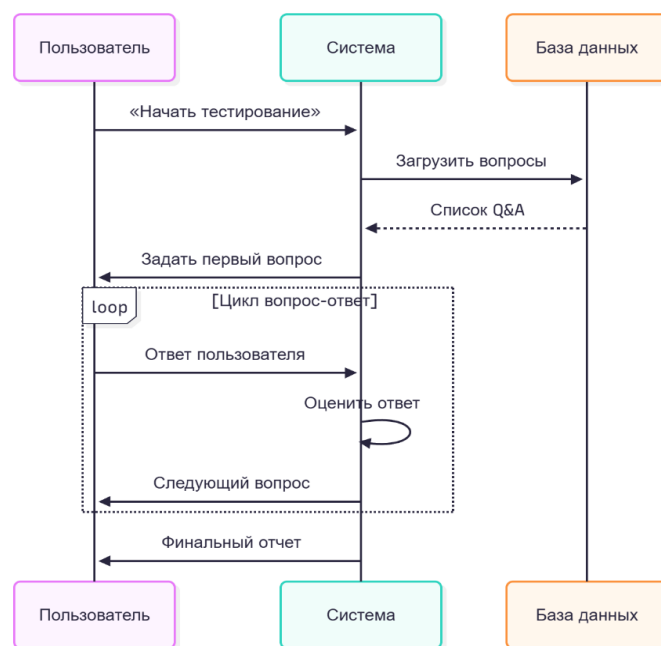 Пользователь
Система
База данных
«Начать тестирование»
Загрузить вопросы
Список Q&A
Задать первый вопрос
loop
[Цикл вопрос-ответ]
Ответ пользователя
Оценить ответ
Следующий вопрос
Финальный отчет
Пользователь
Система
База данных